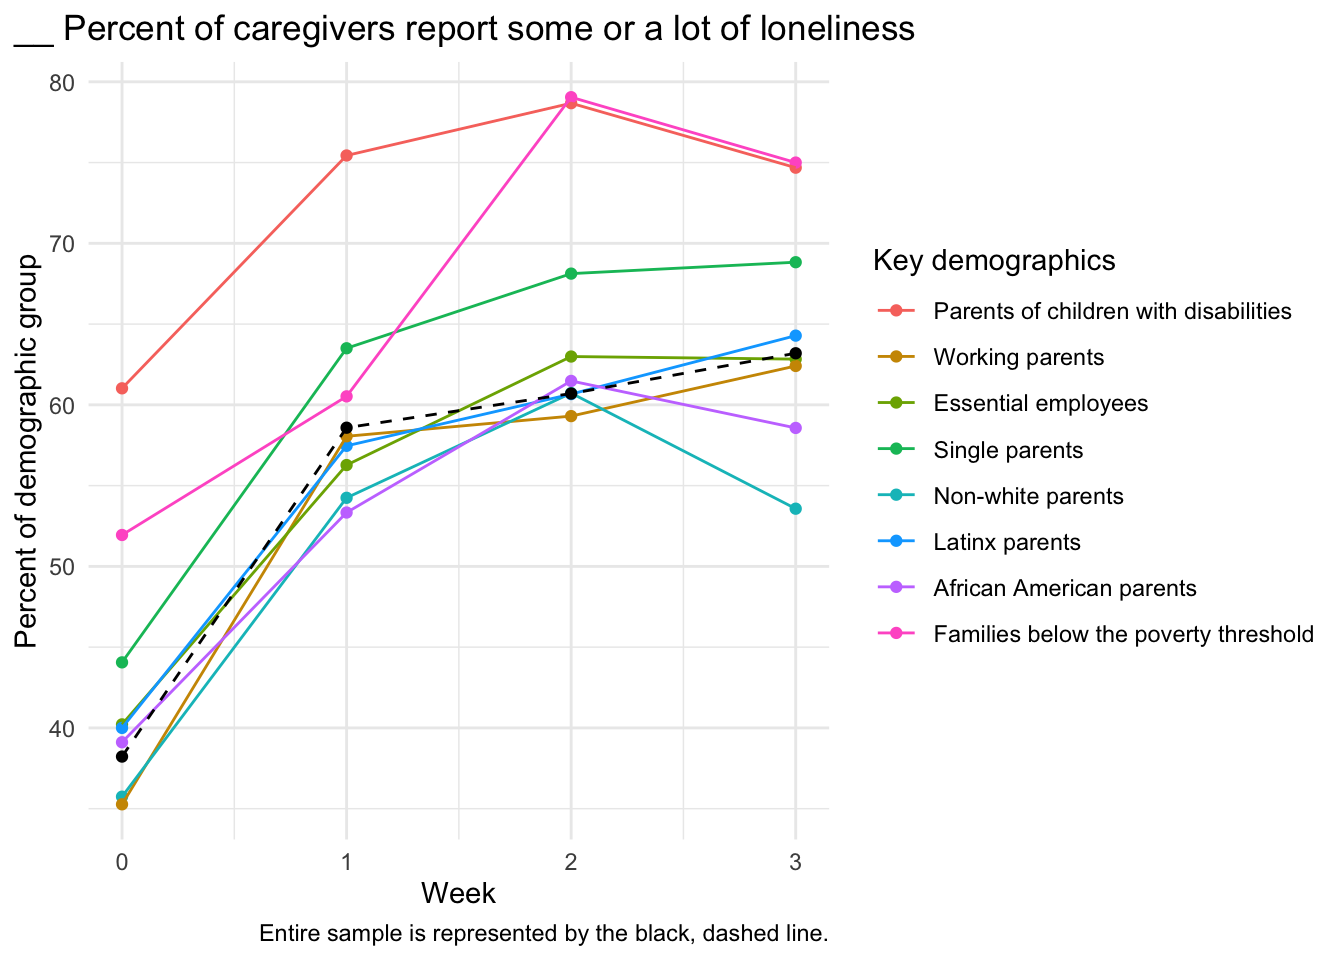 __ Percent of caregivers report some or a lot of loneliness
80
70
60
50
40
Percent of demographic group
0 1 2 3
Week
Entire sample is represented by the black, dashed line.
Key demographics
Parents of children with disabilities
Working parents
Essential employees
Single parents
Non-white parents
Latinx parents
African American parents
Families below the poverty threshold